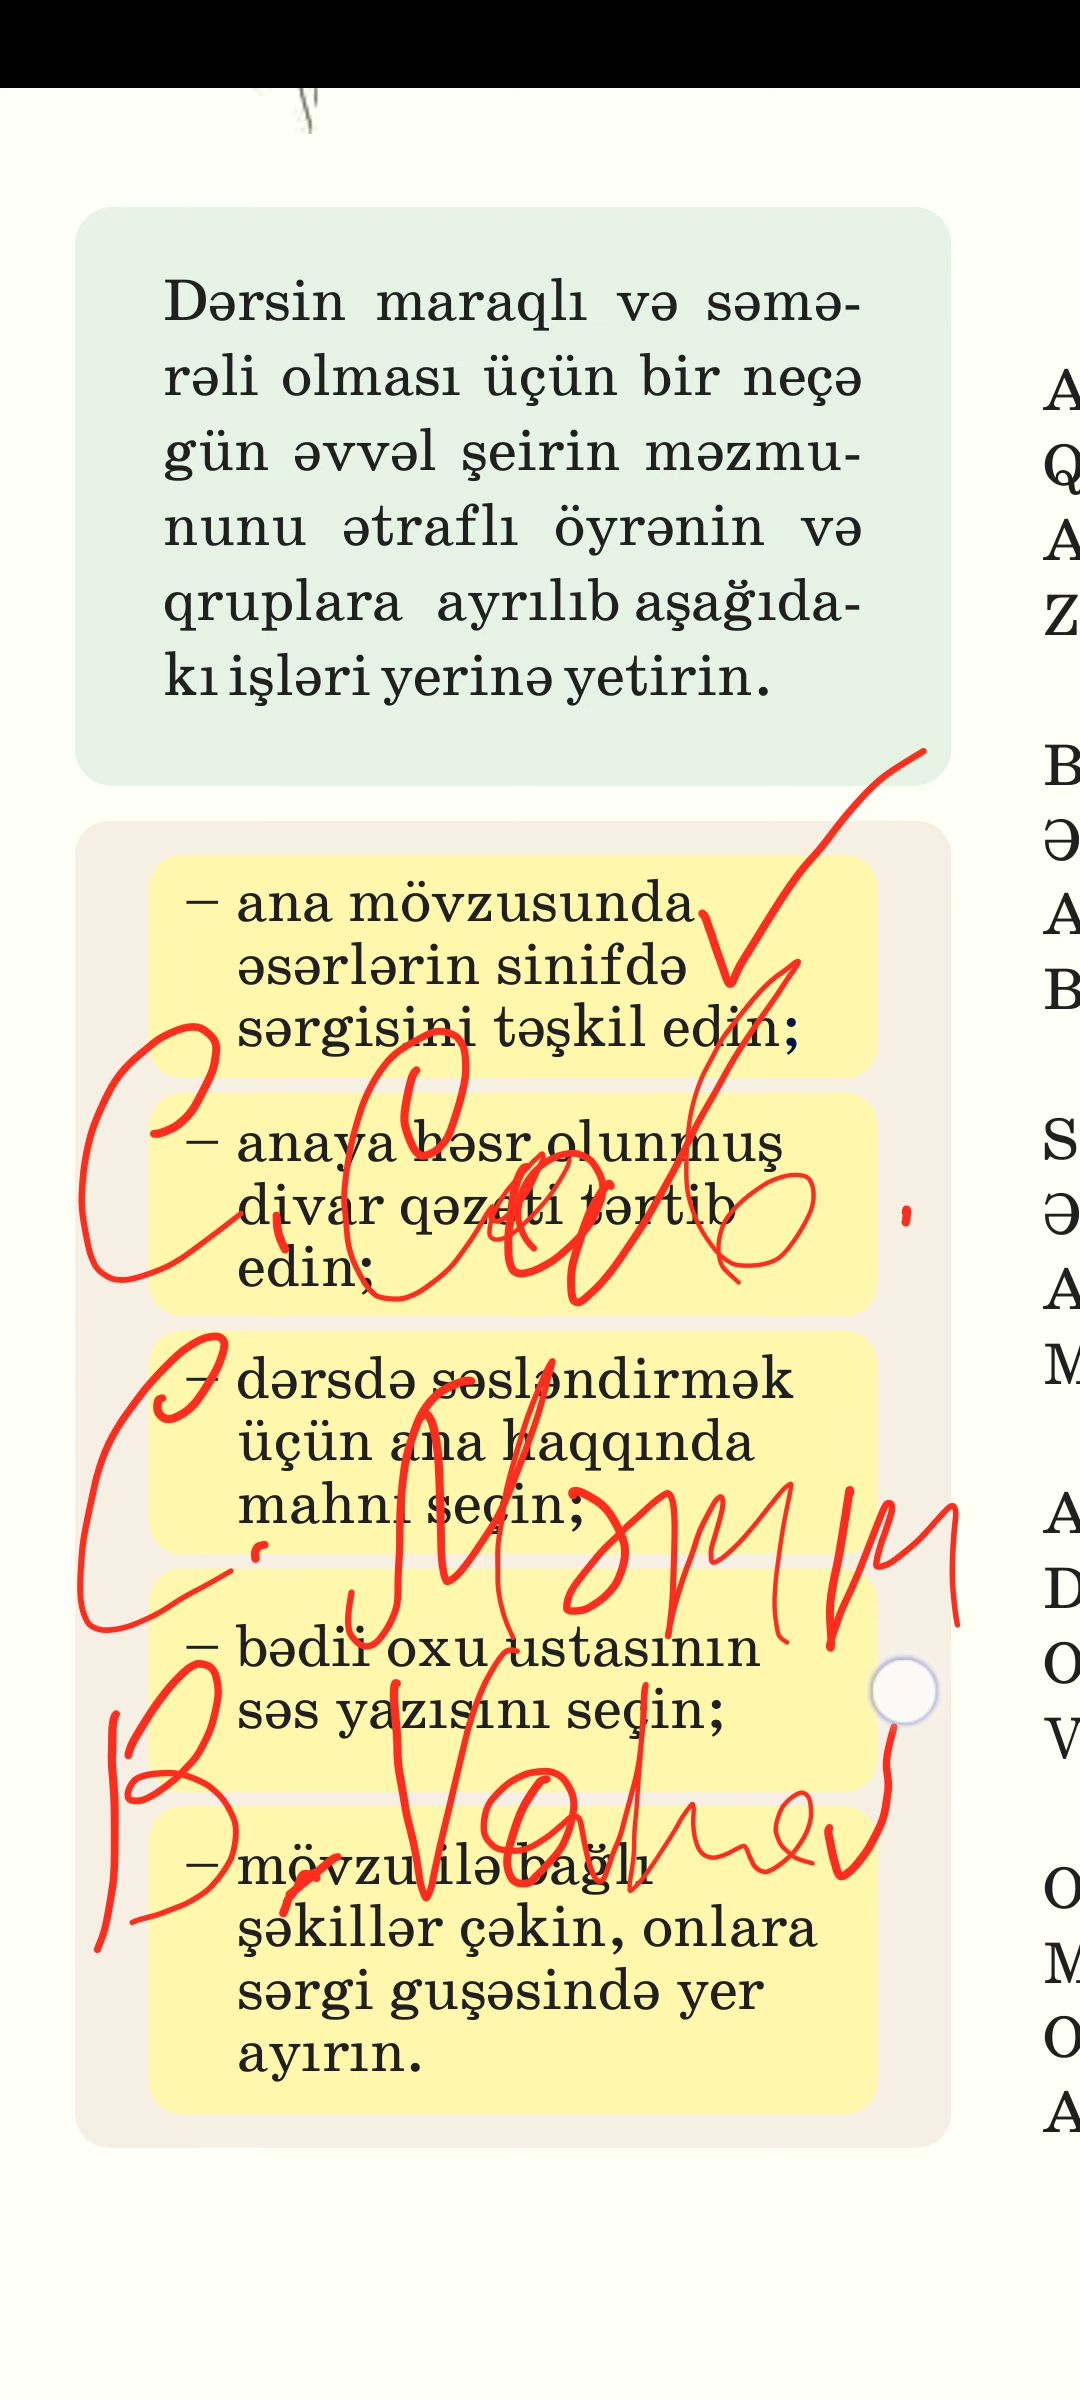 Dərsin maraqlı və səmə-
rəli olması üçün bir neçə
gün əvvəl şeirin məzmu-
nunu ətraflı öyrənin və
qruplara ayrılıb aşağıda-
kı işləri yerinə yetirin.
– ana mövzusunda
əsərlərin sinifdə
sərgisini təşkil edin;
– anaya həsr olunmuş
divar qəzeti tərtib
edin;
– dərsdə səsləndirmək
üçün ana haqqında
mahnı seçin;
– bədii oxu ustasının
səs yazısını seçin;
– mövzu ilə bağlı
şəkillər çəkin, onlara
sərgi guşəsində yer
ayırın.
A
Q
A
Z
B
Ə
A
B
S
Ə
A
M
A
D
O
V
O
M
O
A